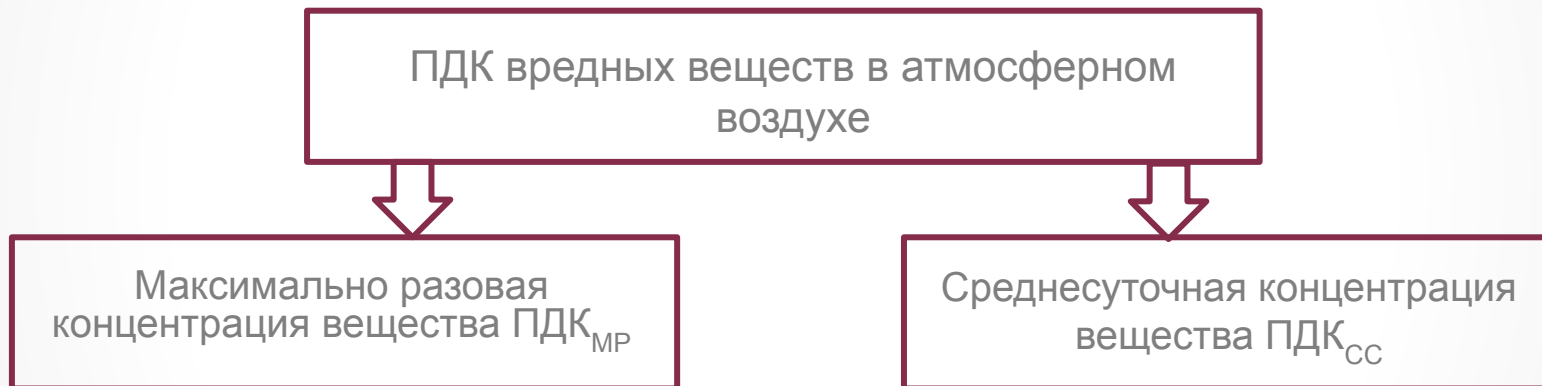 ПДК вредных веществ в атмосферном
воздухе
Максимально разовая
концентрация вещества ПДКМР
Среднесуточная концентрация
вещества ПДКСС